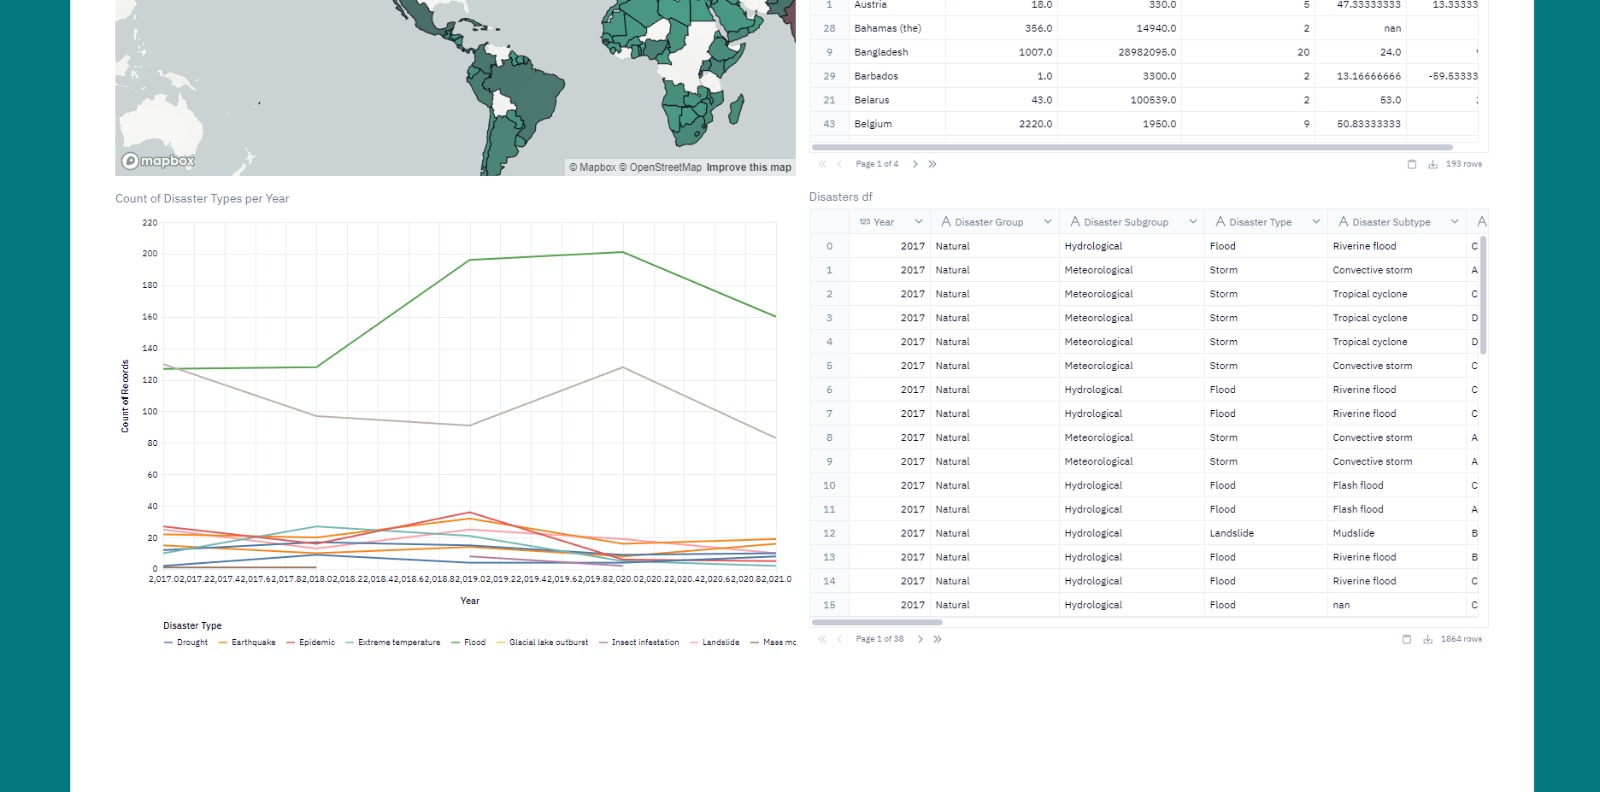 1 Austria 18.0 330.0 5 47.33333333 13.33333
28 Bahamas (the) 356.0 14940.0 2 nan
9 Bangladesh 1007.0 28982095.0 20 24.0
29 Barbados 1.0 3300.0 2 13.16666666 -59.53333
21 Belarus 43.0 100539.0 2 53.0
43 Belgium 2220.0 1950.0 9 50.83333333
mapbox
© Mapbox © OpenStreetMap Improve this map
Page 1 of 4
193 rows
Count of Disaster Types per Year
220
200
180
160
140
120
100
80
60
40
20
0
Count of Records
2,017.02,017.22,017.42,017.62,017.82,018.02,018.22,018.42,018.62,018.82,019.02,019.22,019.42,019.62,019.82,020.02,020.22,020.42,020.62,020.82,021.0
Year
Disaster Type
Drought Earthquake Epidemic Extreme temperature Flood Glacial lake outburst Insect infestation Landslide Mass mo
Disasters df
123 Year A Disaster Group A Disaster Subgroup A Disaster Type A Disaster Subtype A
0 2017 Natural Hydrological Flood Riverine flood C
1 2017 Natural Meteorological Storm Convective storm A
2 2017 Natural Meteorological Storm Tropical cyclone C
3 2017 Natural Meteorological Storm Tropical cyclone D
4 2017 Natural Meteorological Storm Tropical cyclone D
5 2017 Natural Meteorological Storm Convective storm C
6 2017 Natural Hydrological Flood Riverine flood C
7 2017 Natural Hydrological Flood Riverine flood C
8 2017 Natural Meteorological Storm Convective storm A
9 2017 Natural Meteorological Storm Convective storm A
10 2017 Natural Hydrological Flood Flash flood C
11 2017 Natural Hydrological Flood Flash flood A
12 2017 Natural Hydrological Landslide Mudslide B
13 2017 Natural Hydrological Flood Riverine flood B
14 2017 Natural Hydrological Flood Riverine flood C
15 2017 Natural Hydrological Flood nan C
Page 1 of 38
1864 rows